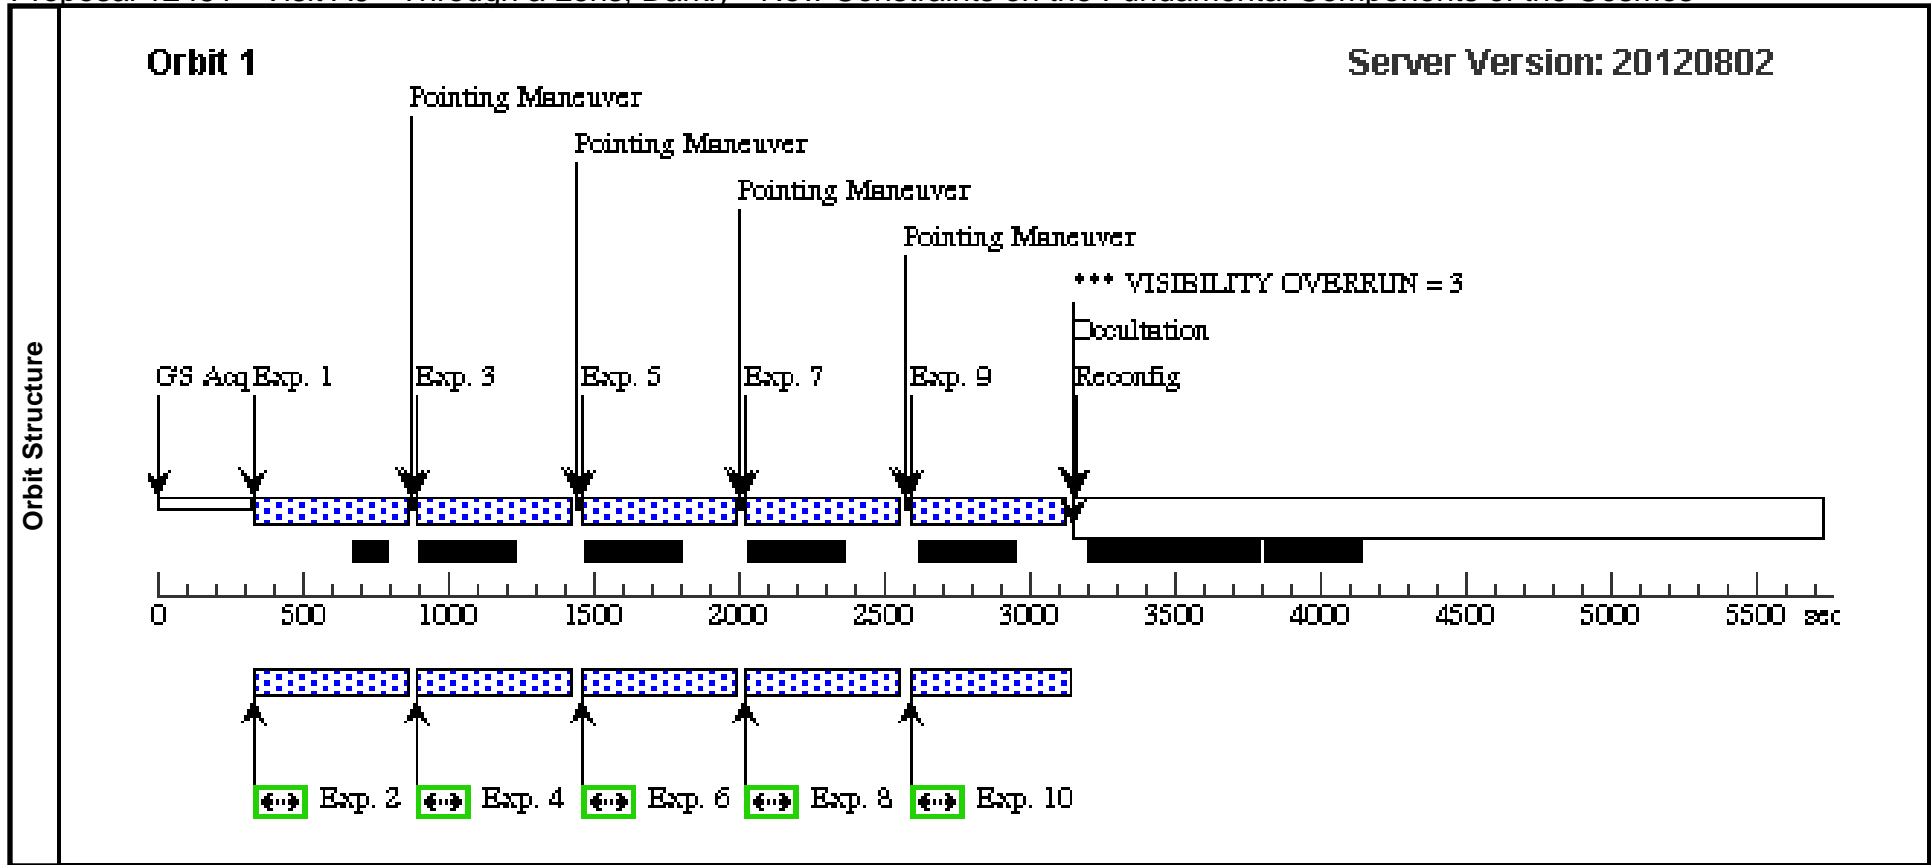 Orbit 1
Server Version: 20120802
Pointing Maneuver
Pointing Maneuver
Pointing Maneuver
Pointing Maneuver
*** VISIBILITY OVERRUN = 3
Occultation
GS Acq Exp. 1 Exp. 3 Exp. 5 Exp. 7 Exp. 9 Reconfig
Orbit Structure
0 500 1000 1500 2000 2500 3000 3500 4000 4500 5000 5500 sec
Exp. 2 Exp. 4 Exp. 6 Exp. 8 Exp. 10